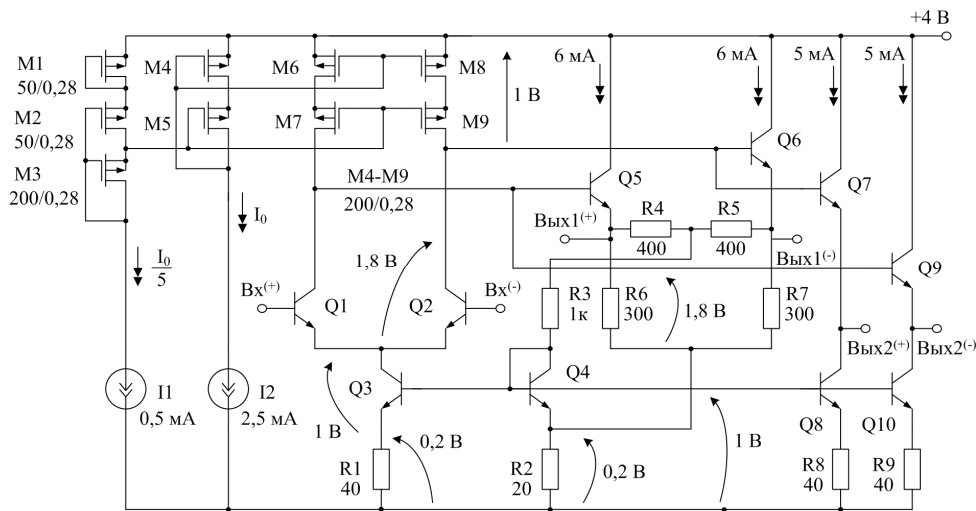 +4 В
M1
50/0,28
M2
50/0,28
M3
200/0,28
M4
M5
M6
M7
M8
M9
1 В
6 мА
6 мА
5 мА
5 мА
M4-M9
200/0,28
I₀
I₀/5
1,8 В
Q5
Q6
Q7
Q9
Вых1⁽⁺⁾
R4
400
R5
400
Вых1⁽⁻⁾
Вх⁽⁺⁾
Q1
Q2
Вх⁽⁻⁾
R3
1к
R6
300
1,8 В
R7
300
Вых2⁽⁺⁾
Вых2⁽⁻⁾
I1
0,5 мА
I2
2,5 мА
Q3
Q4
1 В
Q8
Q10
R1
40
0,2 В
R2
20
0,2 В
1 В
R8
40
R9
40